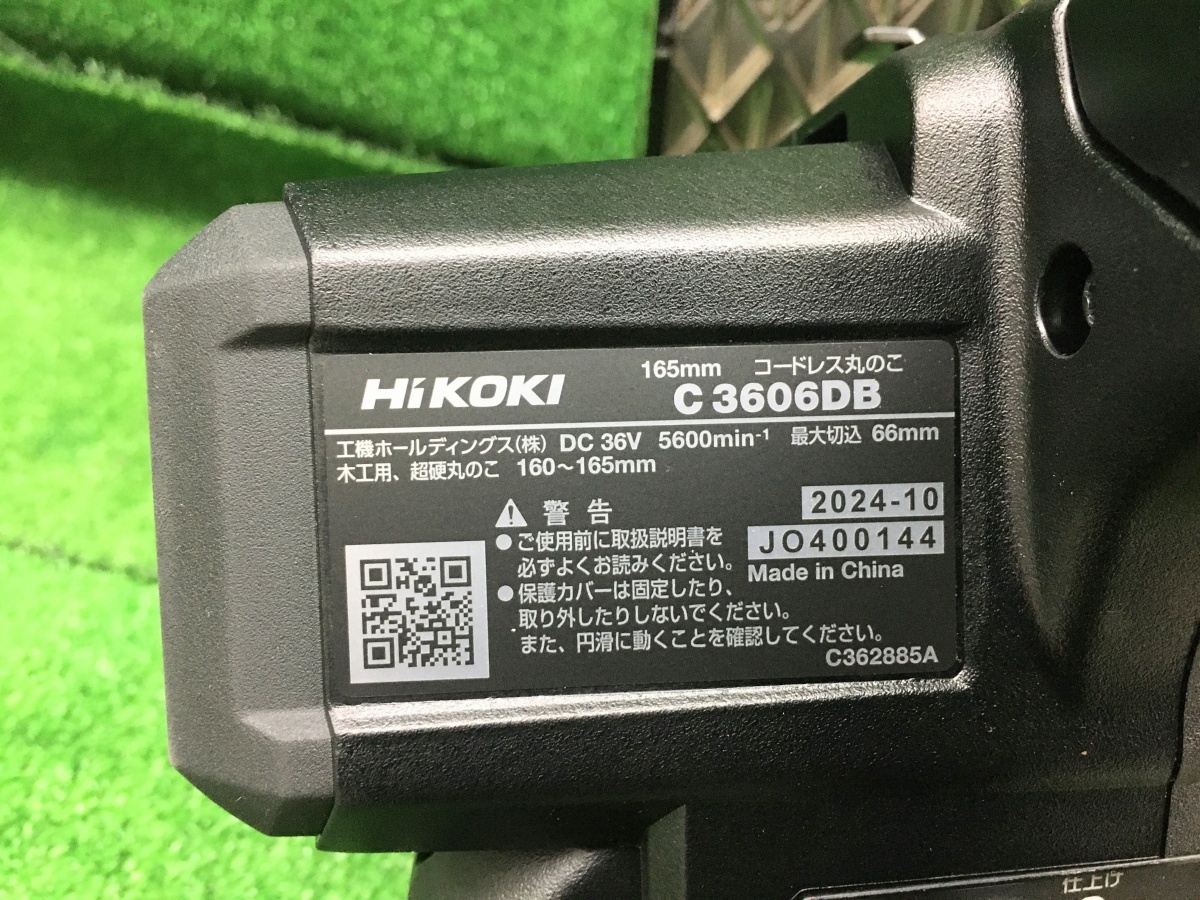 165mm コードレス丸のこ
HiKOKI C 3606DB
工機ホールディングス(株) DC 36V 5600min⁻¹ 最大切込 66mm
木工用、超硬丸のこ 160～165mm
警告
●ご使用前に取扱説明書を
必ずよくお読みください。
●保護カバーは固定したり、
取り外したりしないでください。
また、円滑に動くことを確認してください。
2024-10
JO400144
Made in China
C362885A
仕上げ